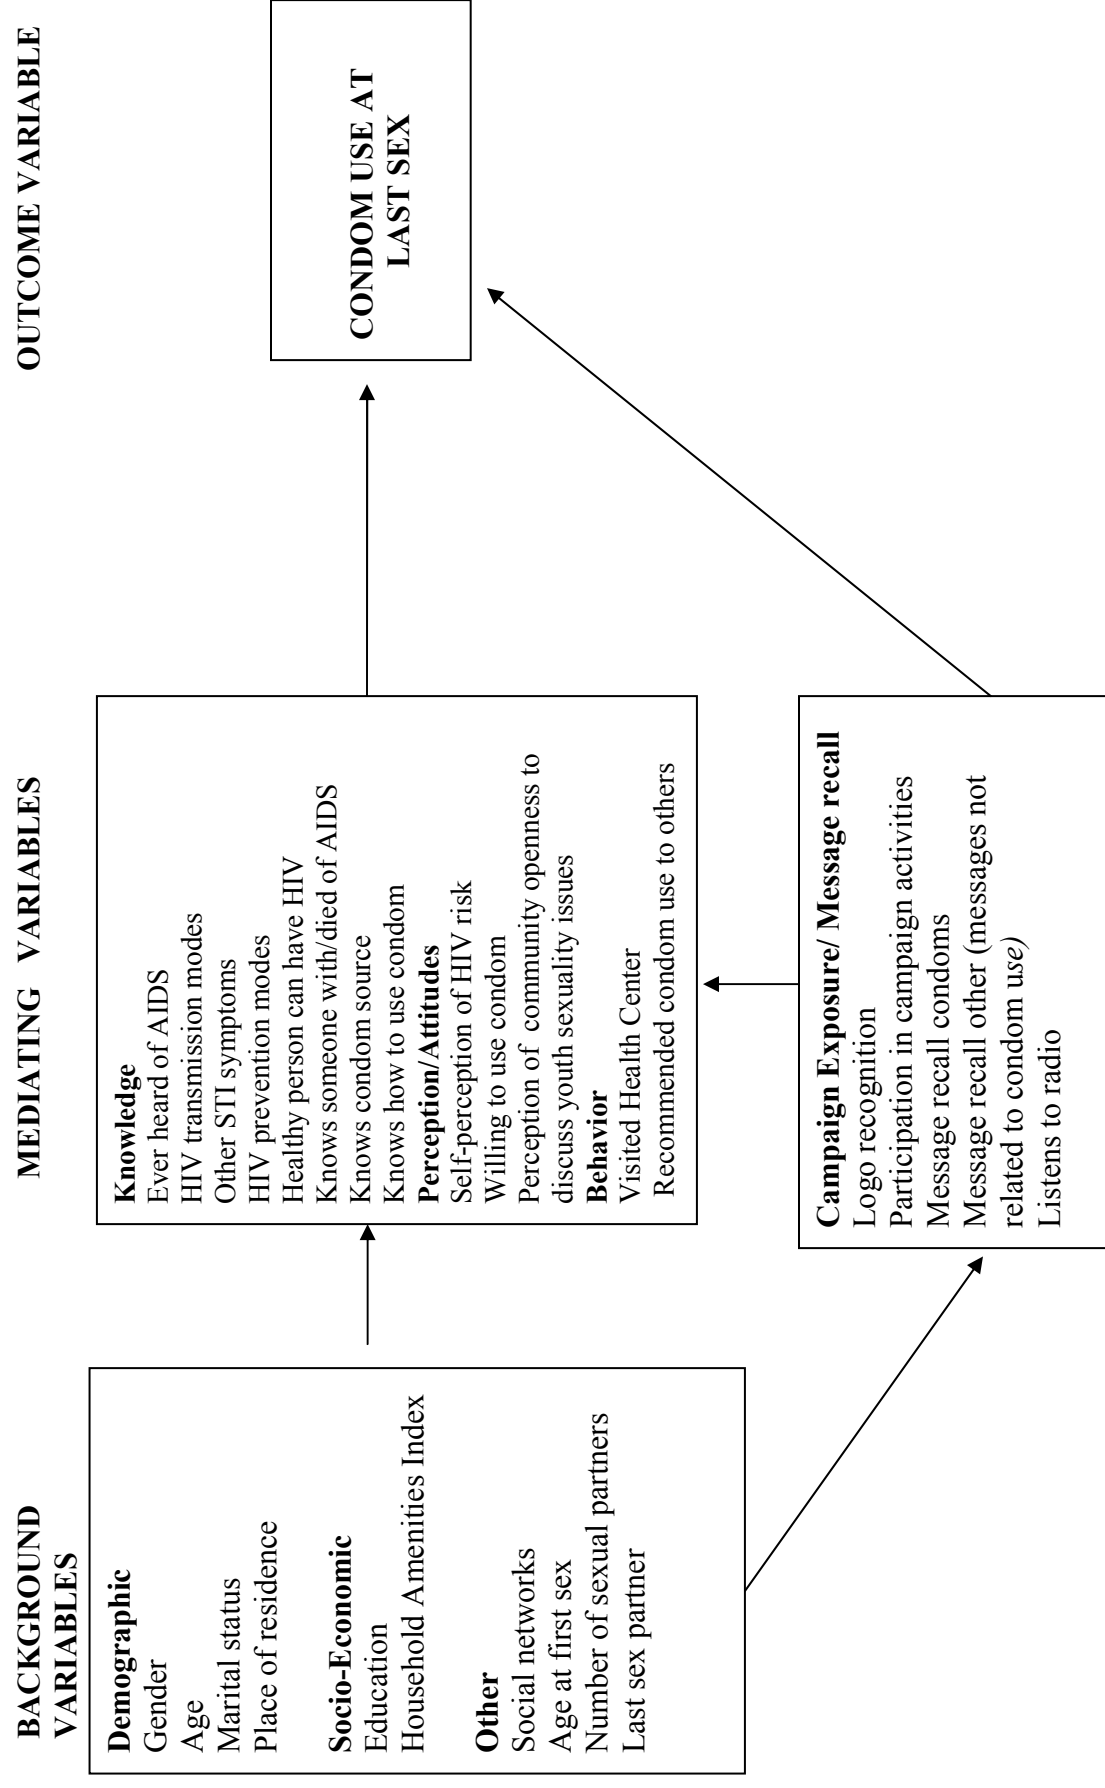 BACKGROUND
VARIABLES
MEDIATING VARIABLES
OUTCOME VARIABLE
Demographic
Gender
Age
Marital status
Place of residence
Socio-Economic
Education
Household Amenities Index
Other
Social networks
Age at first sex
Number of sexual partners
Last sex partner
Knowledge
Ever heard of AIDS
HIV transmission modes
Other STI symptoms
HIV prevention modes
Healthy person can have HIV
Knows someone with/died of AIDS
Knows condom source
Knows how to use condom
Perception/Attitudes
Self-perception of HIV risk
Willing to use condom
Perception of community openness to
discuss youth sexuality issues
Behavior
Visited Health Center
Recommended condom use to others
Campaign Exposure/ Message recall
Logo recognition
Participation in campaign activities
Message recall condoms
Message recall other (messages not
related to condom use)
Listens to radio
CONDOM USE AT
LAST SEX